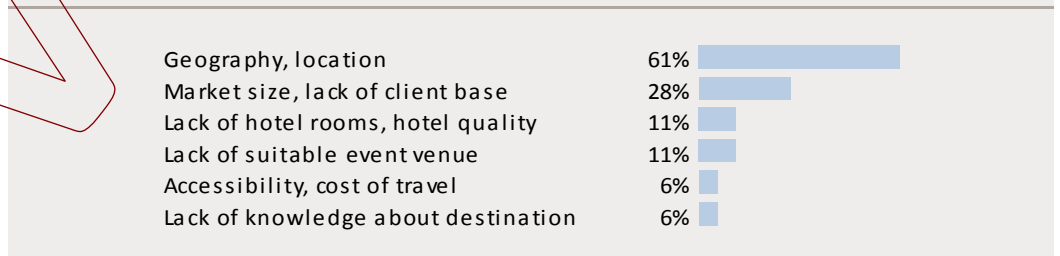 Geography, location 61%
Market size, lack of client base 28%
Lack of hotel rooms, hotel quality 11%
Lack of suitable event venue 11%
Accessibility, cost of travel 6%
Lack of knowledge about destination 6%